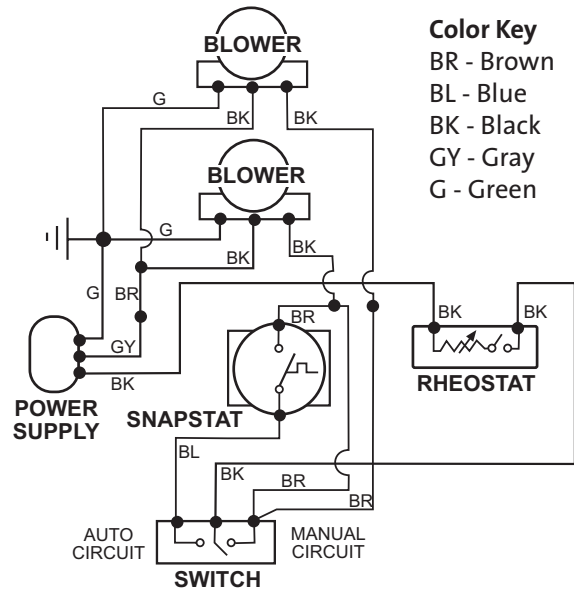 BLOWER
Color Key
BR - Brown
BL - Blue
BK - Black
GY - Gray
G - Green
G
BK
BK
BLOWER
G
BK
BK
G
BR
BK
BK
BR
GY
BK
RHEOSTAT
POWER
SUPPLY
SNAPSTAT
BL
BK
BR
BR
AUTO
CIRCUIT
MANUAL
CIRCUIT
SWITCH